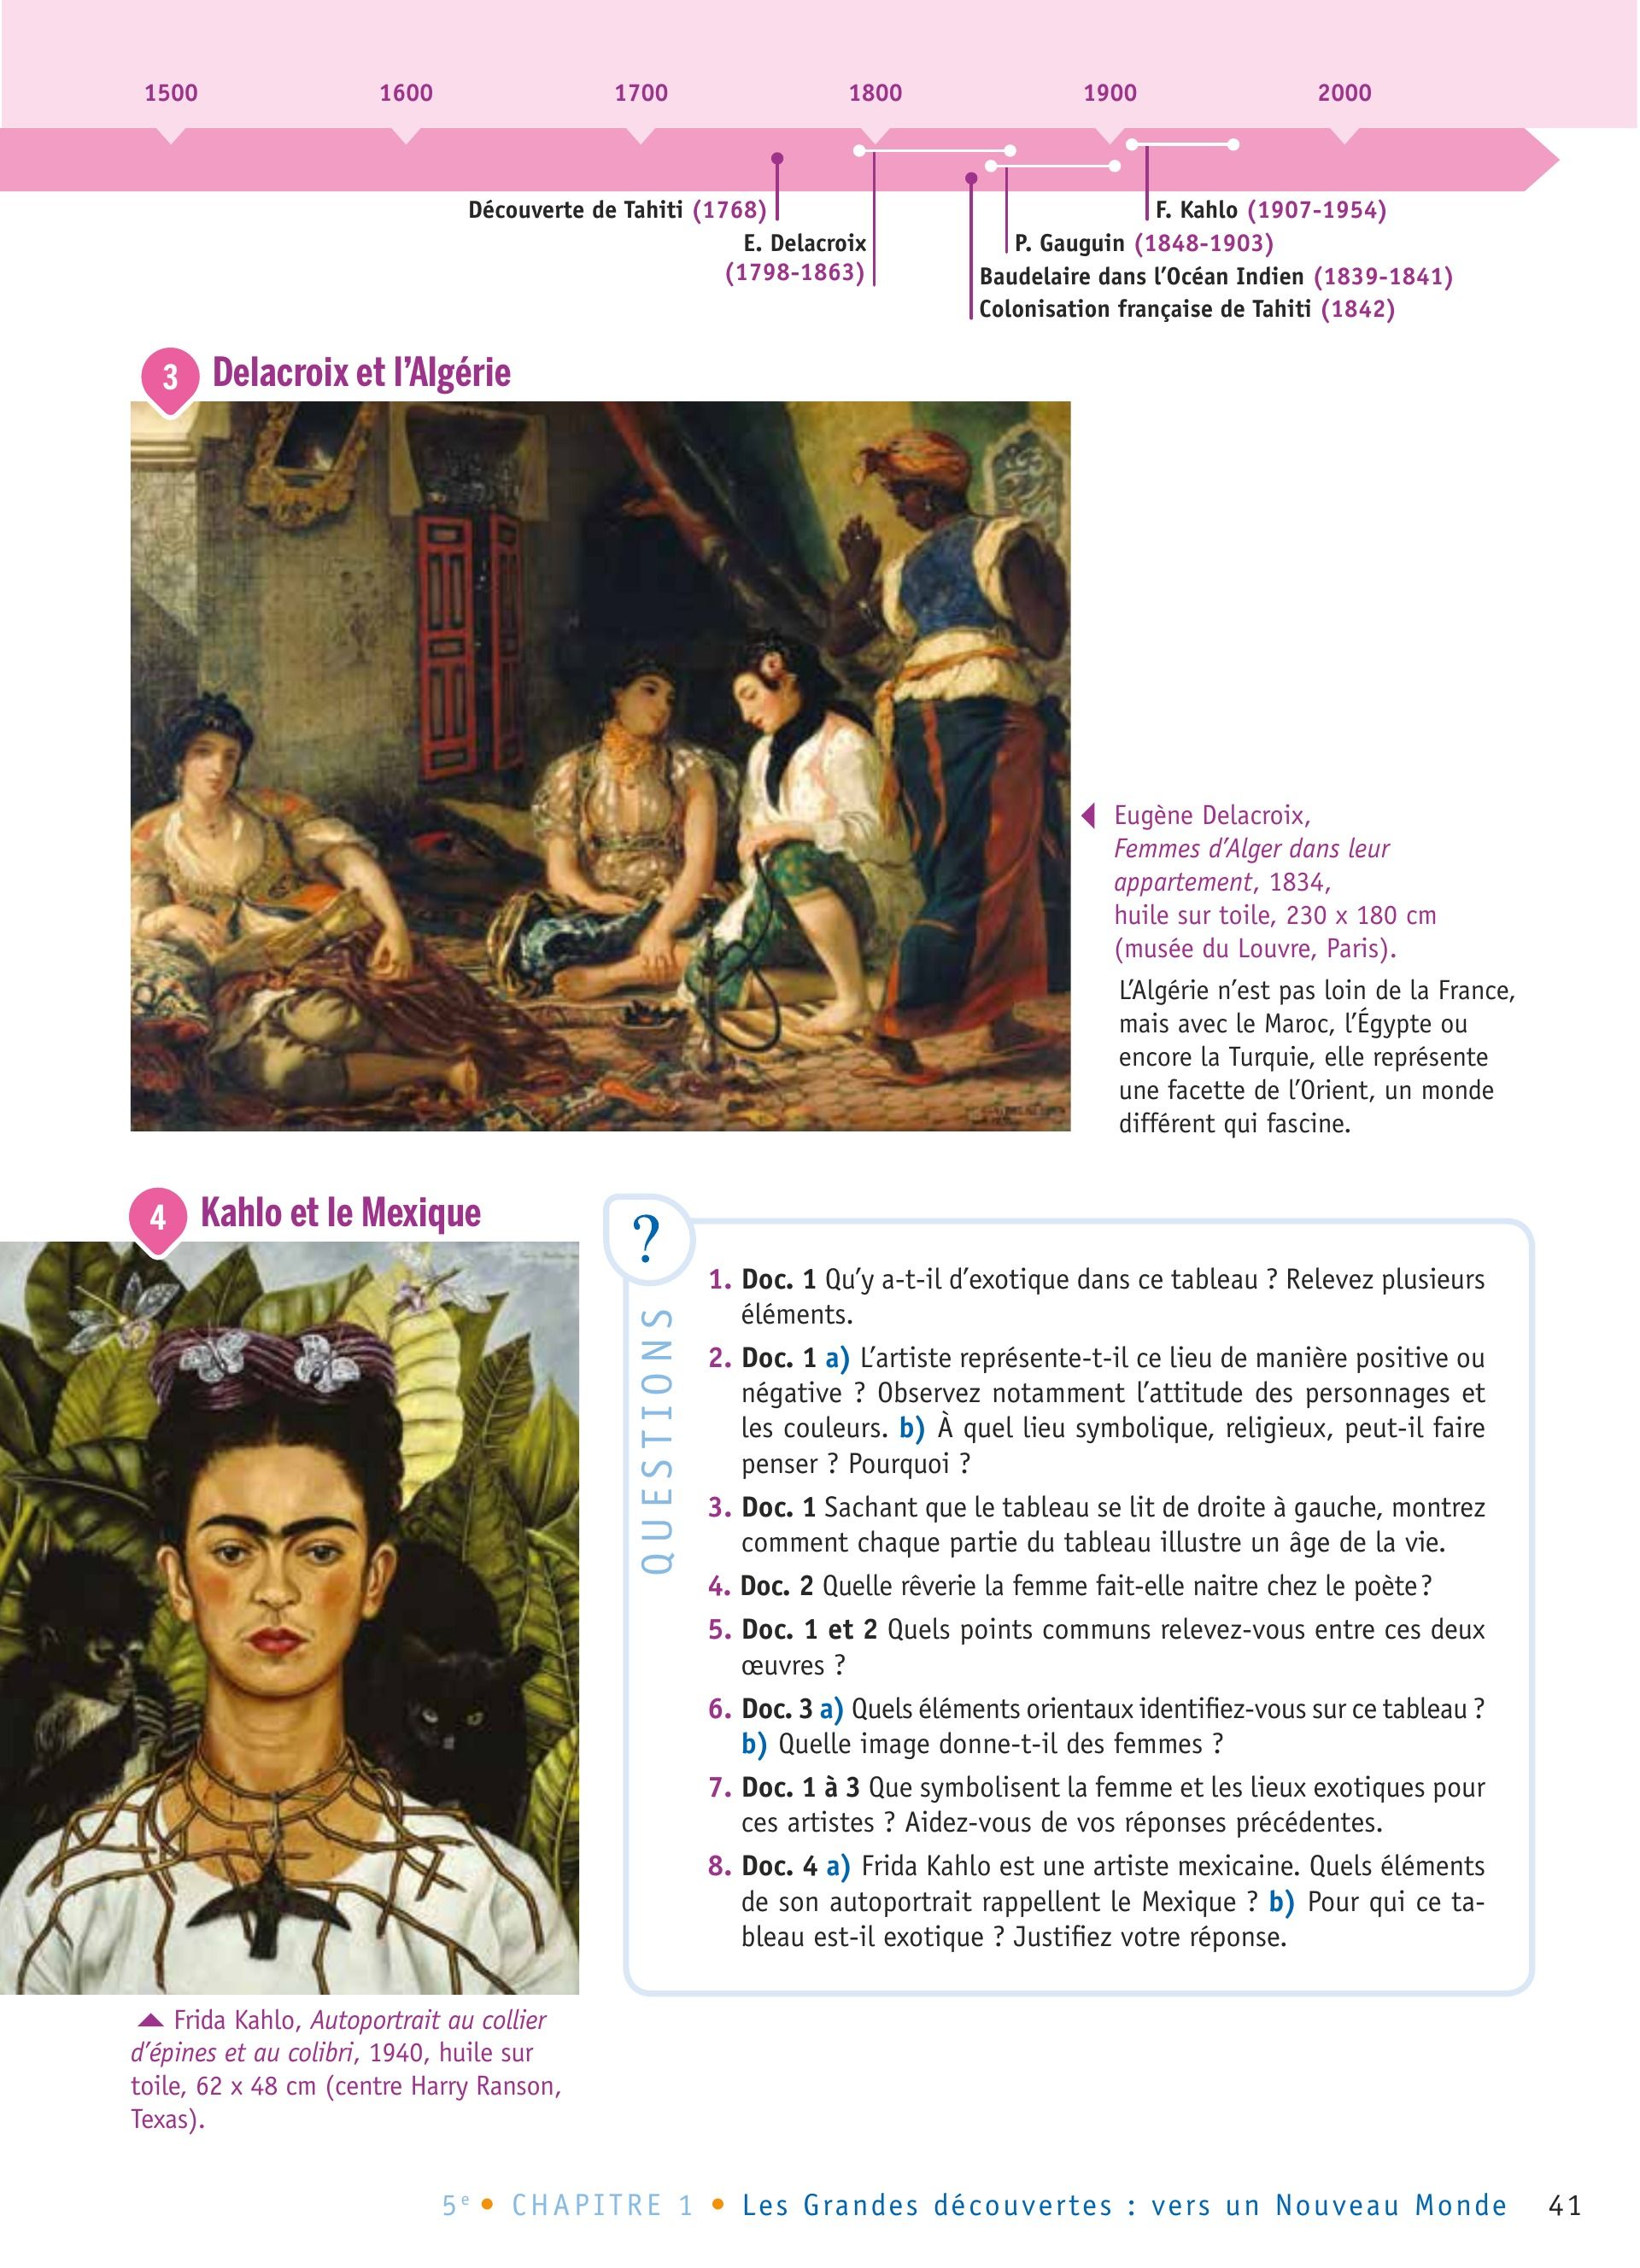 1500 1600 1700 1800 1900 2000
Découverte de Tahiti (1768)
E. Delacroix
(1798-1863)
F. Kahlo (1907-1954)
P. Gauguin (1848-1903)
Baudelaire dans l’Océan Indien (1839-1841)
Colonisation française de Tahiti (1842)
3 Delacroix et l’Algérie
Eugène Delacroix,
Femmes d’Alger dans leur
appartement, 1834,
huile sur toile, 230 x 180 cm
(musée du Louvre, Paris).
L’Algérie n’est pas loin de la France,
mais avec le Maroc, l’Égypte ou
encore la Turquie, elle représente
une facette de l’Orient, un monde
différent qui fascine.
4 Kahlo et le Mexique
Frida Kahlo, Autoportrait au collier
d’épines et au colibri, 1940, huile sur
toile, 62 x 48 cm (centre Harry Ranson,
Texas).
?
QUESTIONS
1. Doc. 1 Qu’y a-t-il d’exotique dans ce tableau ? Relevez plusieurs
éléments.
2. Doc. 1 a) L’artiste représente-t-il ce lieu de manière positive ou
négative ? Observez notamment l’attitude des personnages et
les couleurs. b) À quel lieu symbolique, religieux, peut-il faire
penser ? Pourquoi ?
3. Doc. 1 Sachant que le tableau se lit de droite à gauche, montrez
comment chaque partie du tableau illustre un âge de la vie.
4. Doc. 2 Quelle rêverie la femme fait-elle naitre chez le poète ?
5. Doc. 1 et 2 Quels points communs relevez-vous entre ces deux
œuvres ?
6. Doc. 3 a) Quels éléments orientaux identifiez-vous sur ce tableau ?
b) Quelle image donne-t-il des femmes ?
7. Doc. 1 à 3 Que symbolisent la femme et les lieux exotiques pour
ces artistes ? Aidez-vous de vos réponses précédentes.
8. Doc. 4 a) Frida Kahlo est une artiste mexicaine. Quels éléments
de son autoportrait rappellent le Mexique ? b) Pour qui ce ta-
bleau est-il exotique ? Justifiez votre réponse.
5e • CHAPITRE 1 • Les Grandes découvertes : vers un Nouveau Monde 41